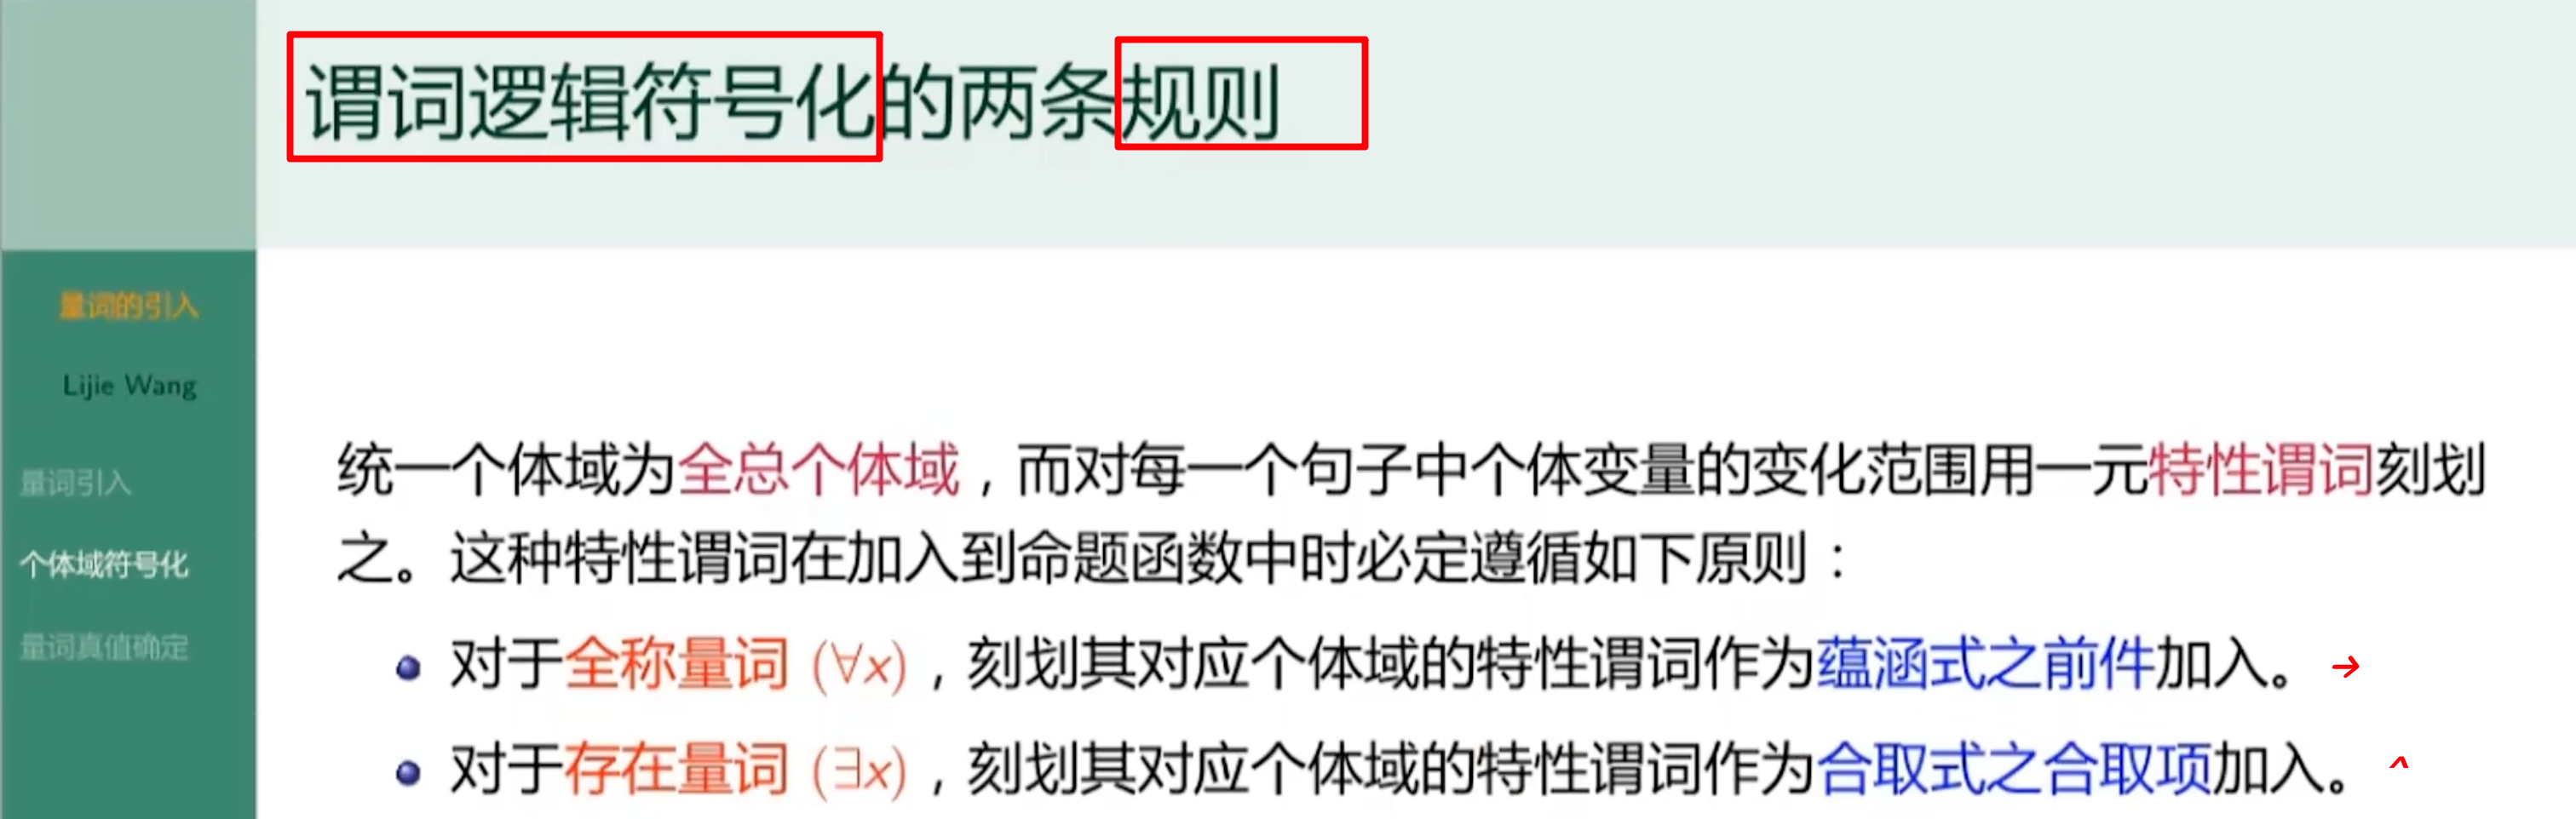 谓词逻辑符号化的两条规则
量词的引入
Lijie Wang
量词引入
个体域符号化
量词真值确定
统一个体域为全总个体域，而对每一个句子中个体变量的变化范围用一元特性谓词刻划
之。这种特性谓词在加入到命题函数中时必定遵循如下原则：
对于全称量词 (∀x)，刻划其对应个体域的特性谓词作为蕴涵式之前件加入。 →
对于存在量词 (∃x)，刻划其对应个体域的特性谓词作为合取式之合取项加入。 ^